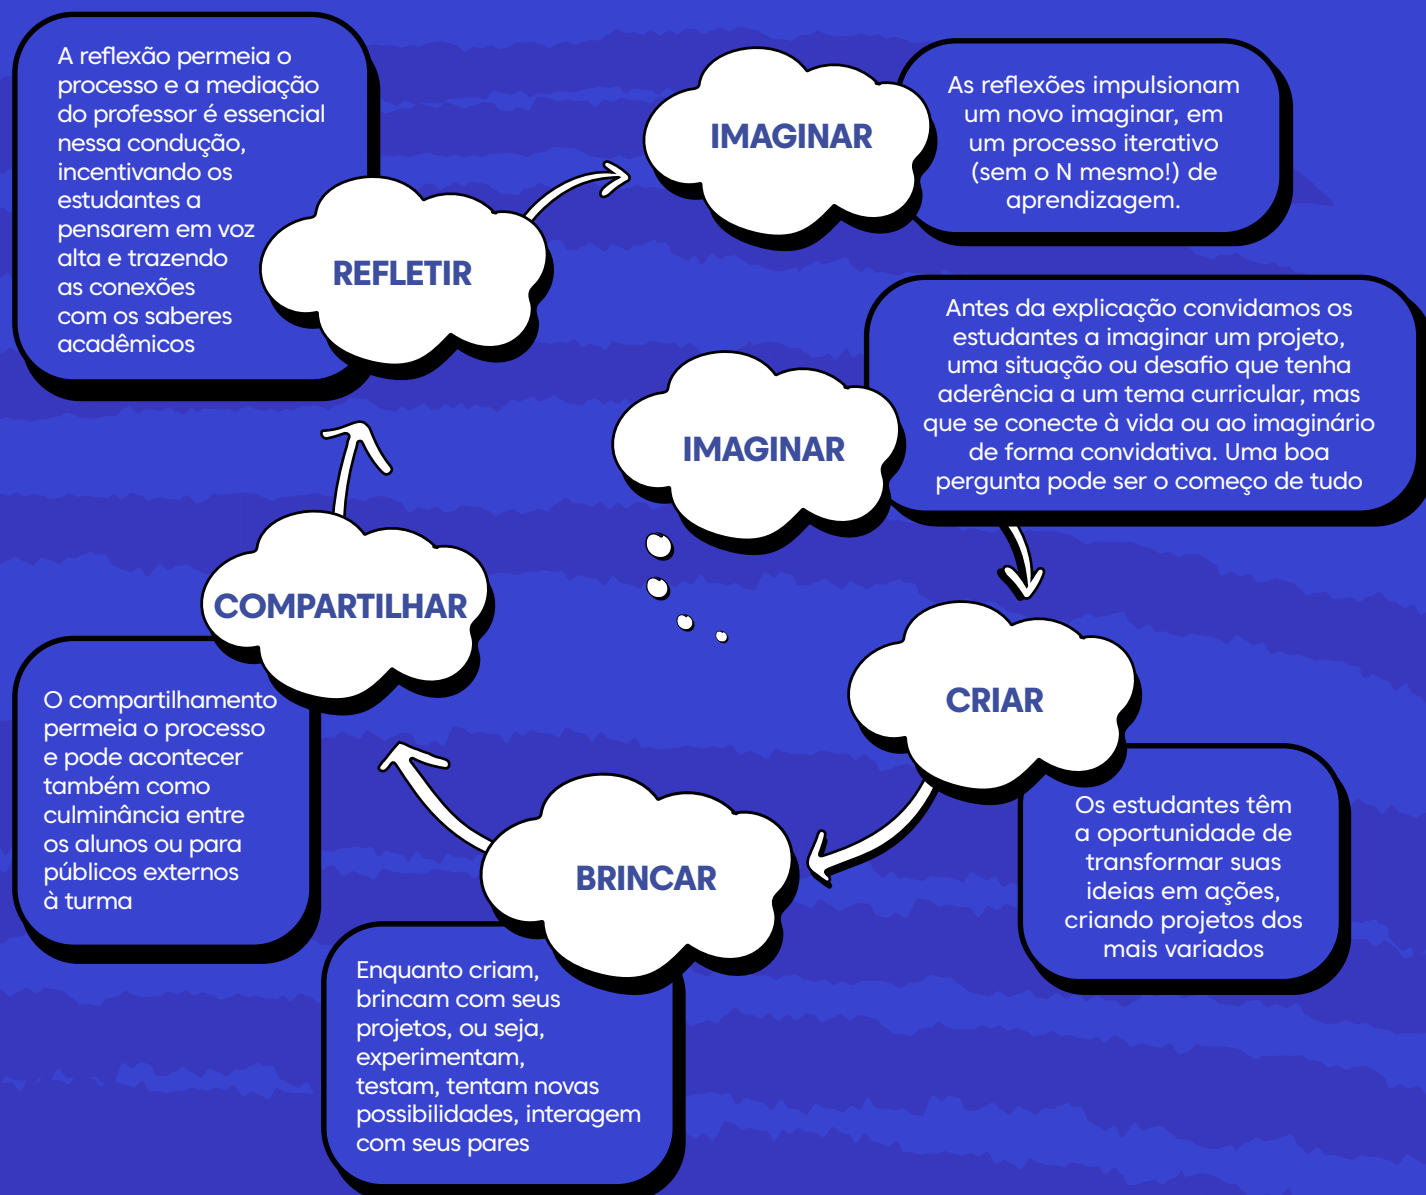 A reflexão permeia o
processo e a mediação
do professor é essencial
nessa condução,
incentivando os
estudantes a
pensarem em voz
alta e trazendo
as conexões
com os saberes
acadêmicos
REFLETIR
IMAGINAR
As reflexões impulsionam
um novo imaginar, em
um processo iterativo
(sem o N mesmo!) de
aprendizagem.
IMAGINAR
Antes da explicação convidamos os
estudantes a imaginar um projeto,
uma situação ou desafio que tenha
aderência a um tema curricular, mas
que se conecte à vida ou ao imaginário
de forma convidativa. Uma boa
pergunta pode ser o começo de tudo
CRIAR
Os estudantes têm
a oportunidade de
transformar suas
ideias em ações,
criando projetos dos
mais variados
BRINCAR
Enquanto criam,
brincam com seus
projetos, ou seja,
experimentam,
testam, tentam novas
possibilidades, interagem
com seus pares
COMPARTILHAR
O compartilhamento
permeia o processo
e pode acontecer
também como
culminância entre
os alunos ou para
públicos externos
à turma